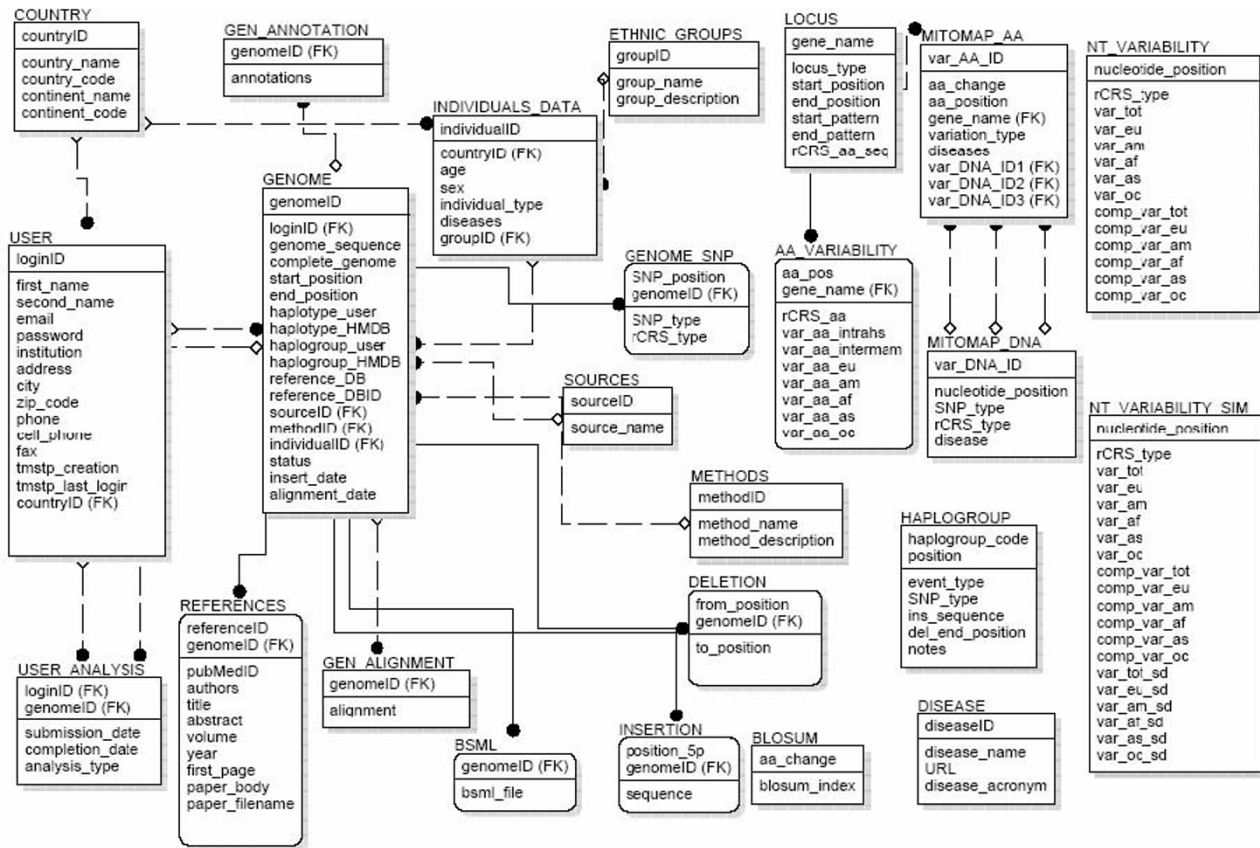 COUNTRY
countryID
country_name
country_code
continent_name
continent_code
GEN_ANNOTATION
genomeID (FK)
annotations
ETHNIC_GROUPS
groupID
group_name
group_description
LOCUS
gene_name
locus_type
start_position
end_position
start_pattern
end_pattern
rCRS_aa_seq
MITOMAP_AA
var_AA_ID
aa_change
aa_position
gene_name (FK)
variation_type
diseases
var_DNA_ID1 (FK)
var_DNA_ID2 (FK)
var_DNA_ID3 (FK)
NT_VARIABILITY
nucleotide_position
rCRS_type
var_tot
var_eu
var_am
var_af
var_as
var_oc
comp_var_tot
comp_var_eu
comp_var_am
comp_var_af
comp_var_as
comp_var_oc
INDIVIDUALS_DATA
individualID
countryID (FK)
age
sex
individual_type
diseases
groupID (FK)
GENOME
genomeID
loginID (FK)
genome_sequence
complete_genome
start_position
end_position
haplotype_user
haplotype_HMDB
haplogroup_user
haplogroup_HMDB
reference_DB
reference_DBID
sourceID (FK)
methodID (FK)
individualID (FK)
status
insert_date
alignment_date
USER
loginID
first_name
second_name
email
password
institution
address
city
zip_code
phone
cell_phone
fax
tmstp_creation
tmstp_last_login
countryID (FK)
GENOME_SNP
SNP_position
genomeID (FK)
SNP_type
rCRS_type
AA_VARIABILITY
aa_pos
gene_name (FK)
rCRS_aa
var_aa_intrahs
var_aa_intermam
var_aa_eu
var_aa_am
var_aa_af
var_aa_as
var_aa_oc
MITOMAP_DNA
var_DNA_ID
nucleotide_position
SNP_type
rCRS_type
disease
SOURCES
sourceID
source_name
METHODS
methodID
method_name
method_description
NT_VARIABILITY_SIM
nucleotide_position
rCRS_type
var_tot
var_eu
var_am
var_af
var_as
var_oc
comp_var_tot
comp_var_eu
comp_var_am
comp_var_af
comp_var_as
comp_var_oc
var_tot_sd
var_eu_sd
var_am_sd
var_af_sd
var_as_sd
var_oc_sd
HAPLOGROUP
haplogroup_code
position
event_type
SNP_type
ins_sequence
del_end_position
notes
DELETION
from_position
genomeID (FK)
to_position
REFERENCES
referenceID
genomeID (FK)
pubMedID
authors
title
abstract
volume
year
first_page
paper_body
paper_filename
USER_ANALYSIS
loginID (FK)
genomeID (FK)
submission_date
completion_date
analysis_type
GEN_ALIGNMENT
genomeID (FK)
alignment
BSML
genomeID (FK)
bsml_file
INSERTION
position_5p
genomeID (FK)
sequence
BLOSUM
aa_change
blosum_index
DISEASE
diseaseID
disease_name
URL
disease_acronym